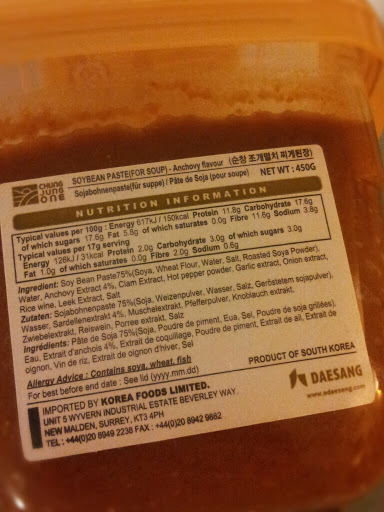 CHUNG
JUNG
ONE
SOYBEAN PASTE(FOR SOUP) - Anchovy flavour (순창 조개멸치 찌개된장)
Sojabohnenpaste(für suppe) / Pâte de Soja (pour soupe) NET WT : 450G
NUTRITION INFORMATION
Typical values per 100g : Energy 617kJ / 150kcal Protein 11.8g Carbohydrate 17.6g
of which sugars 17.6g Fat 5.8g of which saturates 0.0g Fibre 11.6g Sodium 3.8g
Typical values per 17g serving
Energy 126kJ / 31kcal Protein 2.0g Carbohydrate 3.0g of which sugars 3.0g
Fat 1.0g of which saturates 0.0g Fibre 2.0g Sodium 0.6g
Ingredient: Soy Bean Paste75%(Soya, Wheat Flour, Water, Salt, Roasted Soya Powder),
Water, Anchovy Extract 4%, Clam Extract, Hot pepper powder, Garlic extract, Onion extract,
Rice wine, Leek Extract, Salt
Zutaten: Sojabohnenpaste 75%(Soja, Weizenpulver, Wasser, Salz, Geröstetem sojapulver),
Wasser, Sardellenextrakt 4%, Muschelextrakt, Pfefferpulver, Knoblauch extrakt,
Zwiebelextrakt, Reiswein, Porree extrakt, Salz
Ingrédients: Pâte de Soja 75%(Soja, Poudre de piment, Eua, Sel, Poudre de soja grillées),
Eau, Extrait d'anchois 4%, Extrait de coquillage, Poudre de piment, Extrait de ail, Extrait de
oignon, Vin de riz, Extrait de oignon d'hiver, Sel
Allergy Advice : Contains soya, wheat, fish
For best before end date : See lid (yyyy.mm.dd)
PRODUCT OF SOUTH KOREA
IMPORTED BY KOREA FOODS LIMITED.
UNIT 5 WYVERN INDUSTRIAL ESTATE BEVERLEY WAY.
NEW MALDEN, SURREY, KT3 4PH
TEL : +44(0)20 8949 2238 FAX : +44(0)20 8942 9682
DAESANG
www.edaesang.com